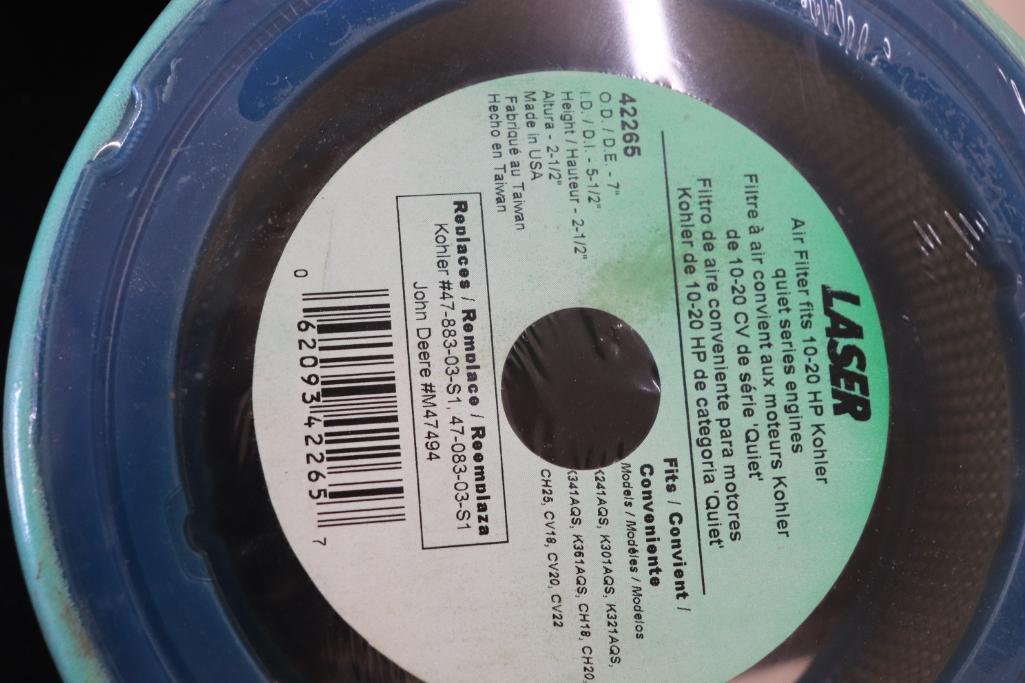 LASER
Air Filter fits 10-20 HP Kohler
quiet series engines
Filtre à air convient aux moteurs Kohler
de 10-20 CV de série 'Quiet'
Filtro de aire conveniente para motores
Kohler de 10-20 HP de categoria 'Quiet'
42265
O.D. / D.E. - 7"
I.D. / D.I. - 5-1/2"
Height / Hauteur - 2-1/2"
Altura - 2-1/2"
Made in USA
Fabriqué au Taiwan
Hecho en Taiwan
Fits / Convient /
Conveniente
Models / Modèles / Modelos
K241AQS, K301AQS, K321AQS,
K341AQS, K361AQS, CH18, CH20,
CH25, CV18, CV20, CV22
Replaces / Remplace / Reemplaza
Kohler #47-883-03-S1, 47-083-03-S1
John Deere #M47494
0 62093 42265 7